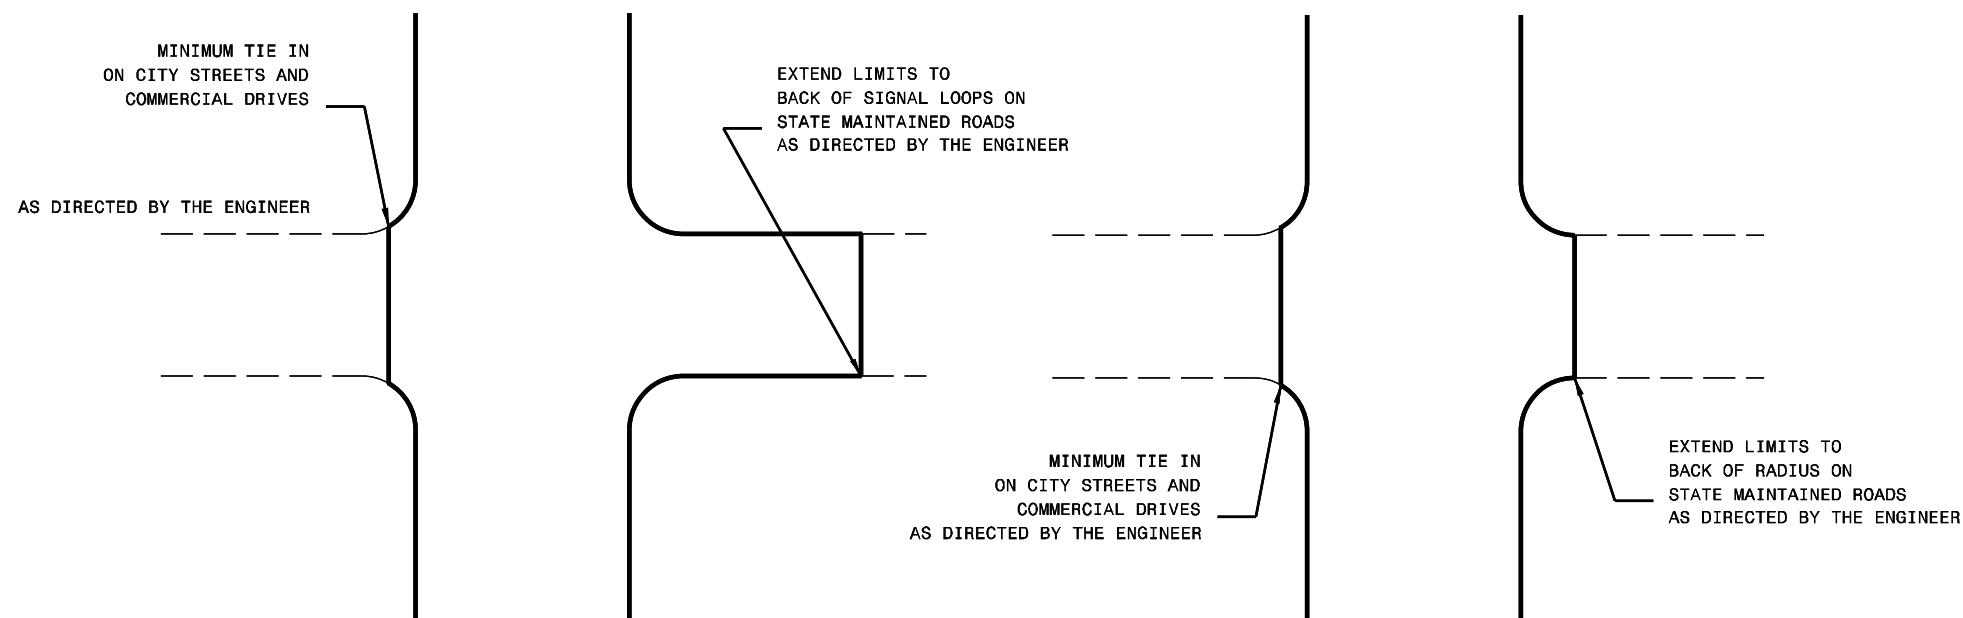 MINIMUM TIE IN
ON CITY STREETS AND
COMMERCIAL DRIVES
AS DIRECTED BY THE ENGINEER
EXTEND LIMITS TO
BACK OF SIGNAL LOOPS ON
STATE MAINTAINED ROADS
AS DIRECTED BY THE ENGINEER
MINIMUM TIE IN
ON CITY STREETS AND
COMMERCIAL DRIVES
AS DIRECTED BY THE ENGINEER
EXTEND LIMITS TO
BACK OF RADIUS ON
STATE MAINTAINED ROADS
AS DIRECTED BY THE ENGINEER